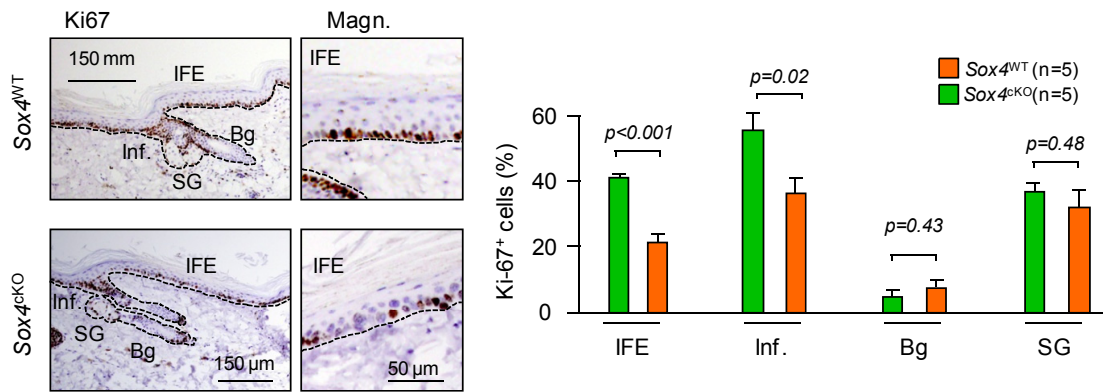 Ki67
Magn.
Sox4WT
150 mm
IFE
Bg
Inf.
SG
IFE
Sox4cKO
IFE
Inf.
SG
Bg
150 µm
IFE
50 µm
Sox4WT (n=5)
Sox4cKO (n=5)
Ki-67+ cells (%)
60
40
20
0
p<0.001
p=0.02
p=0.43
p=0.48
IFE
Inf.
Bg
SG